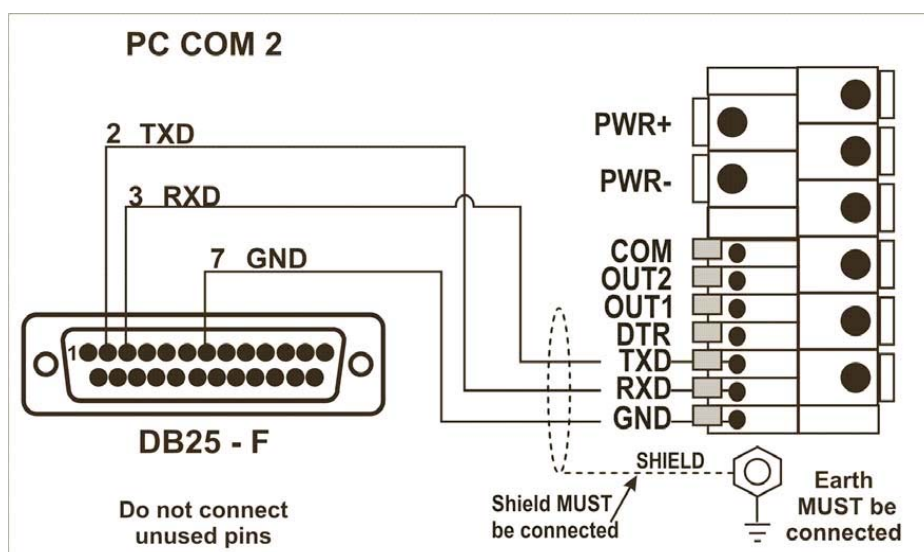 PC COM 2
2 TXD
3 RXD
7 GND
1
DB25 - F
Do not connect
unused pins
PWR+
PWR-
COM
OUT2
OUT1
DTR
TXD
RXD
GND
SHIELD
Shield MUST
be connected
Earth
MUST be
connected